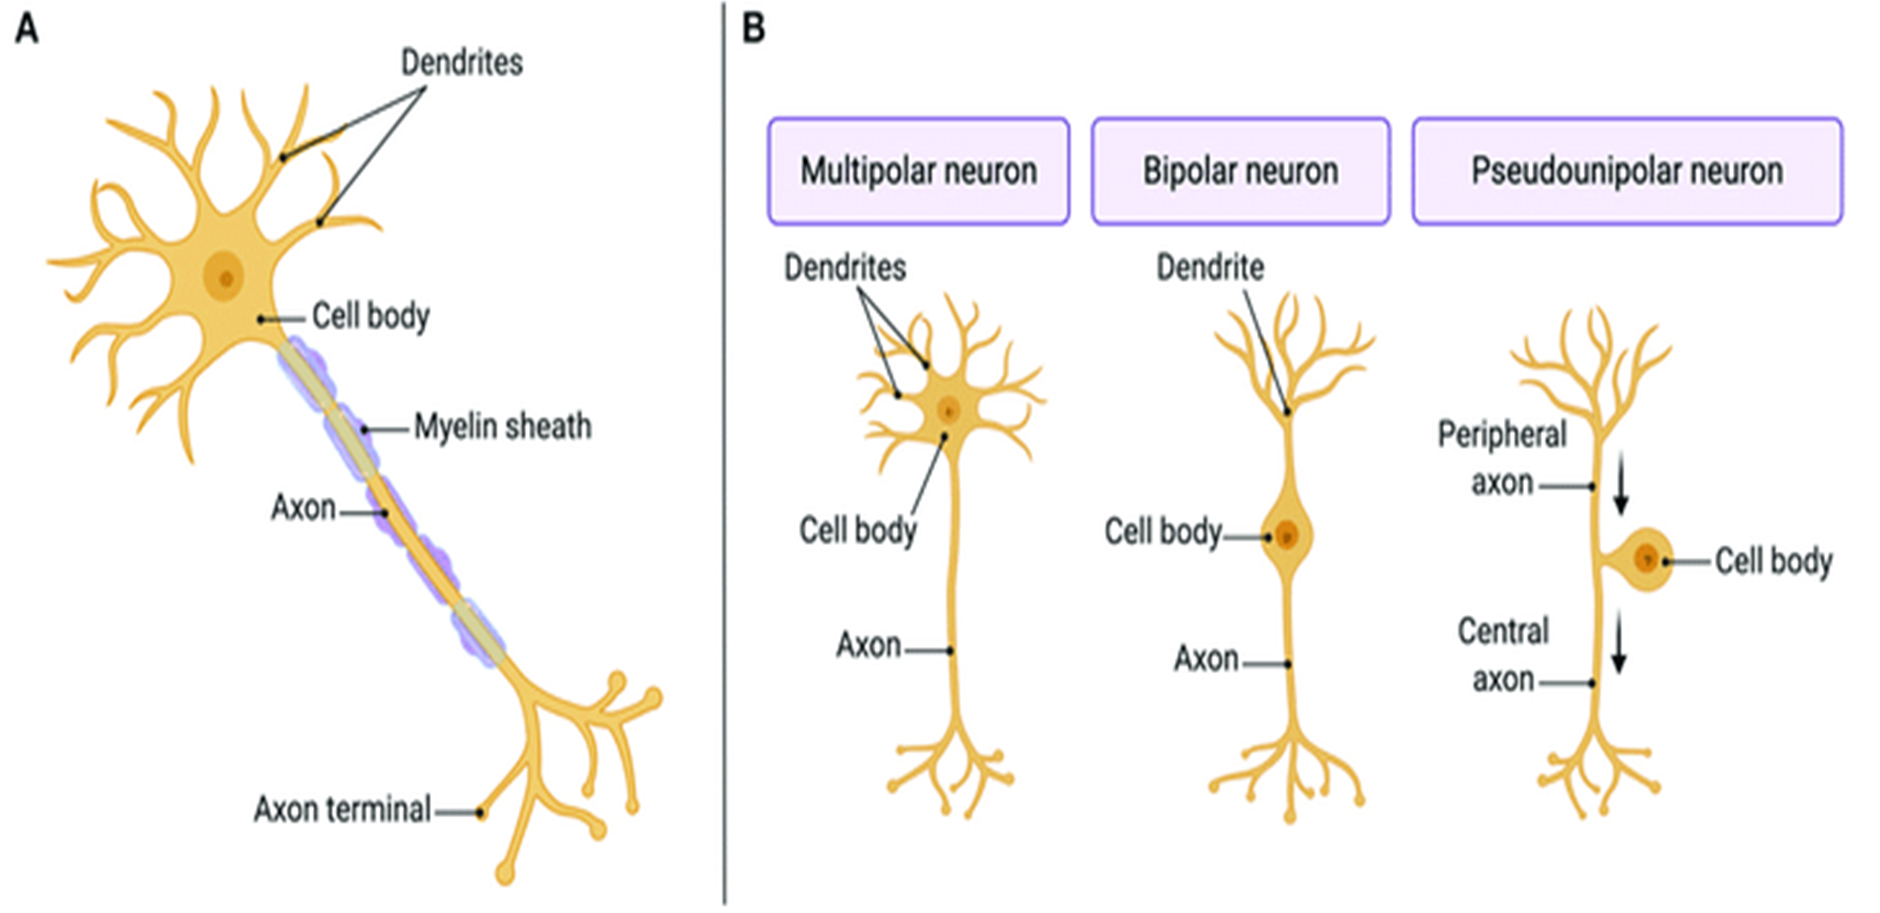 A
Dendrites
Cell body
Myelin sheath
Axon
Axon terminal
B
Multipolar neuron
Bipolar neuron
Pseudounipolar neuron
Dendrites
Cell body
Axon
Dendrite
Cell body
Axon
Peripheral
axon
Cell body
Central
axon